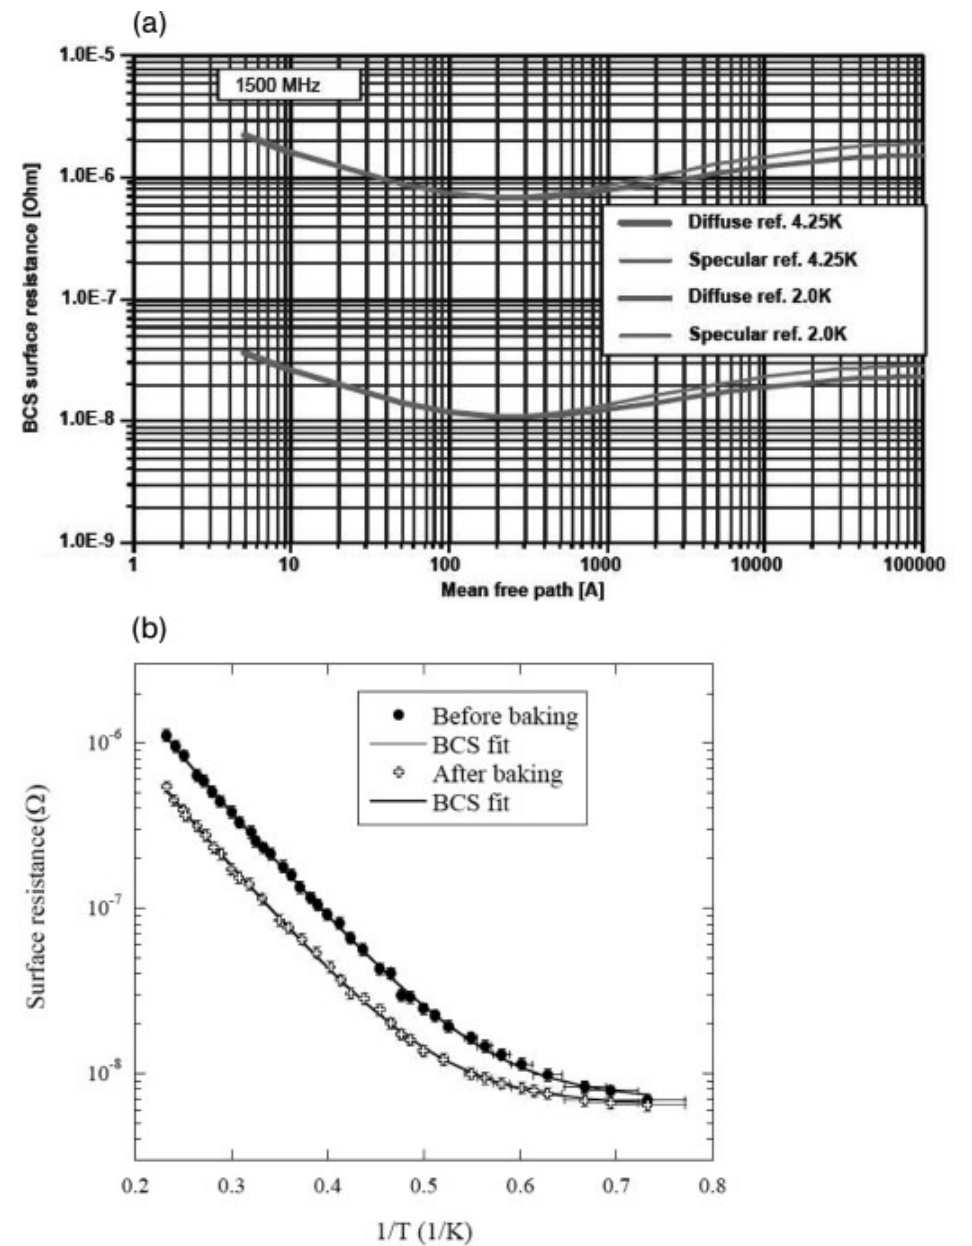 (a)
1.0E-5
1500 MHz
1.0E-6
1.0E-7
1.0E-8
1.0E-9
BCS surface resistance [Ohm]
Diffuse ref. 4.25K
Specular ref. 4.25K
Diffuse ref. 2.0K
Specular ref. 2.0K
1 10 100 1000 10000 100000
Mean free path [A]
(b)
Before baking
BCS fit
After baking
BCS fit
10-6
10-7
10-8
Surface resistance(Ω)
0.2 0.3 0.4 0.5 0.6 0.7 0.8
1/T (1/K)